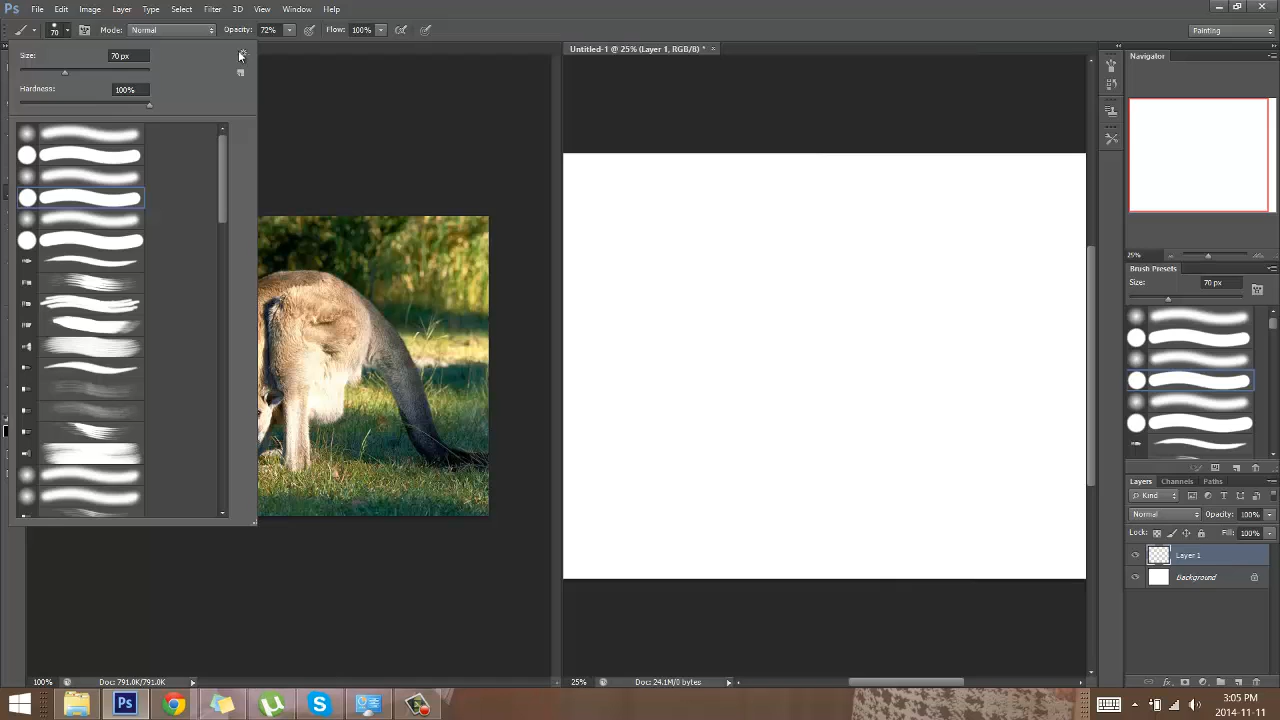 Ps File Edit Image Layer Type Select Filter 3D View Window Help
70 Mode: Normal Opacity: 72% Flow: 100% Painting
Size: 70 px
Hardness: 100%
Untitled-1 @ 25% (Layer 1, RGB/8) * ×
Navigator
25%
Brush Presets
Size: 70 px
Layers Channels Paths
Kind
Normal Opacity: 100%
Lock: Fill: 100%
Layer 1
Background
100% Doc: 791.0K/791.0K
25% Doc: 24.1M/0 bytes
Ps
3:05 PM
2014-11-11